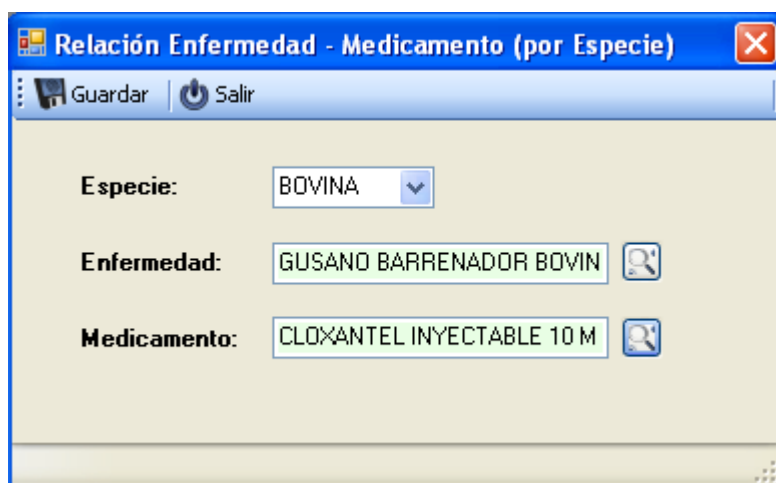 Relación Enfermedad - Medicamento (por Especie)
Guardar Salir
Especie: BOVINA
Enfermedad: GUSANO BARRENADOR BOVIN
Medicamento: CLOXANTEL INYECTABLE 10 M